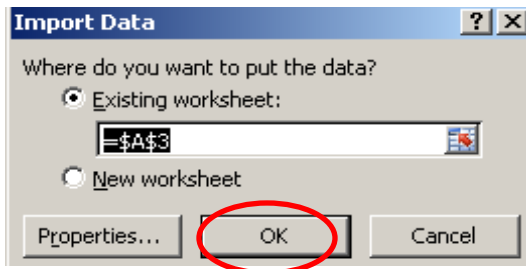 Import Data
Where do you want to put the data?
Existing worksheet:
=$A$3
New worksheet
Properties... OK Cancel